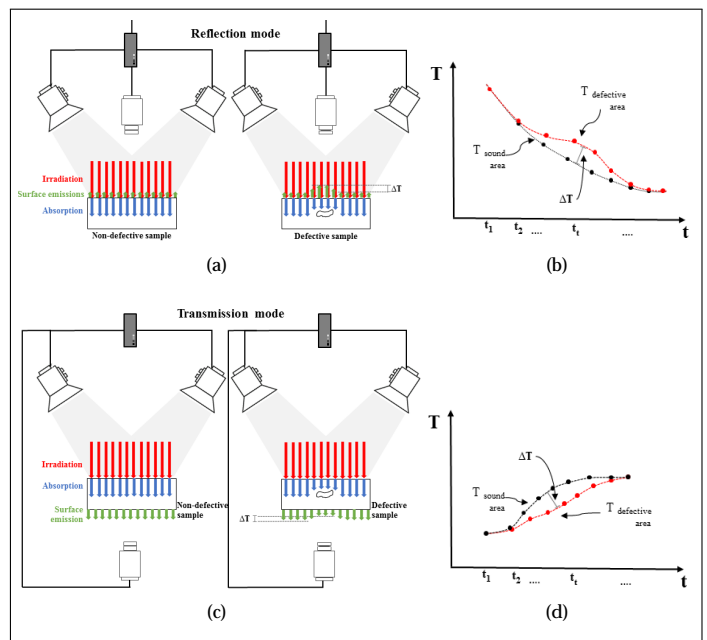 Reflection mode
Irradiation
Surface emissions
Absorption
ΔT
Non-defective sample
Defective sample
(a)
T
T defective
area
T sound
area
ΔT
t1 t2 .... tt ....
t
(b)
Transmission mode
Irradiation
Absorption
Surface
emission
Non-defective
sample
ΔT
Defective
sample
(c)
T
ΔT
T sound
area
T defective
area
t1 t2 .... tt ....
t
(d)